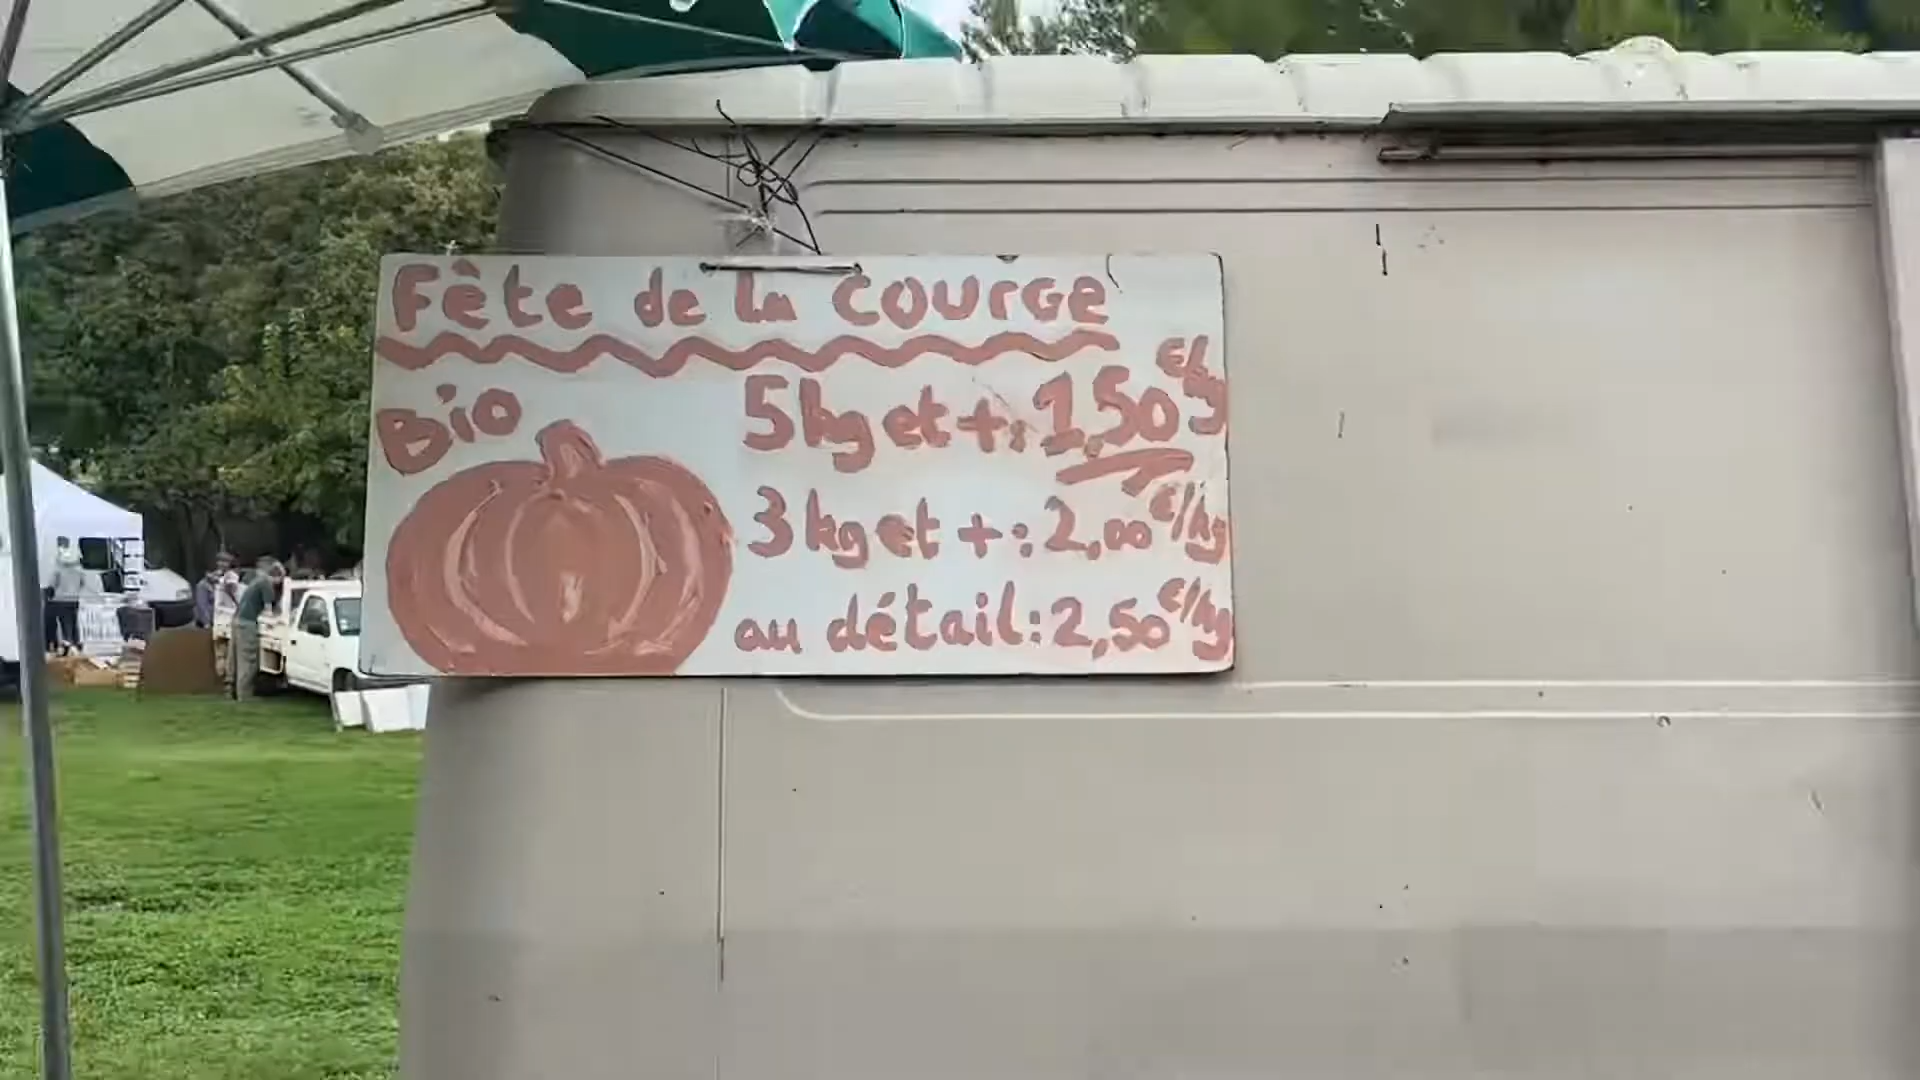 Fête de la courge
Bio
5kg et +: 1,50€/kg
3kg et +: 2,00€/kg
au détail: 2,50€/kg